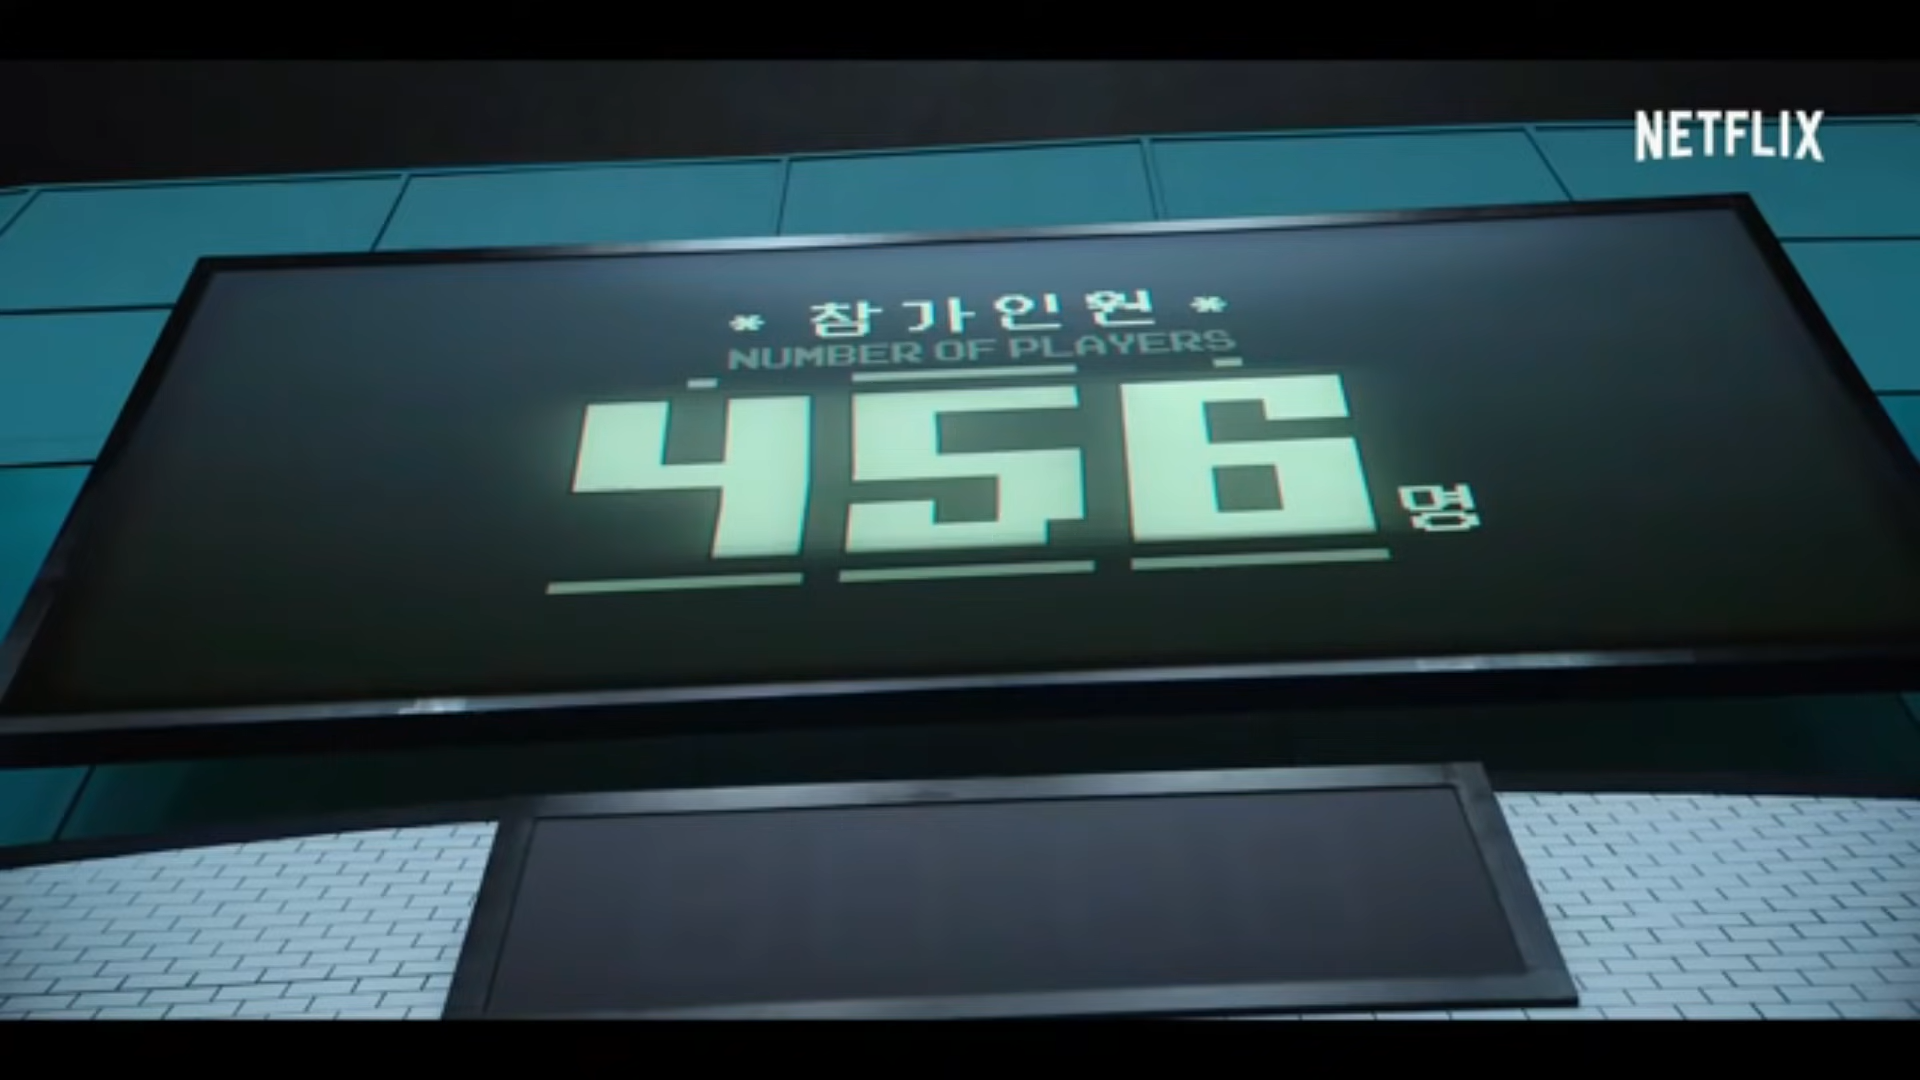 NETFLIX
* 참가인원 *
NUMBER OF PLAYERS
456 명